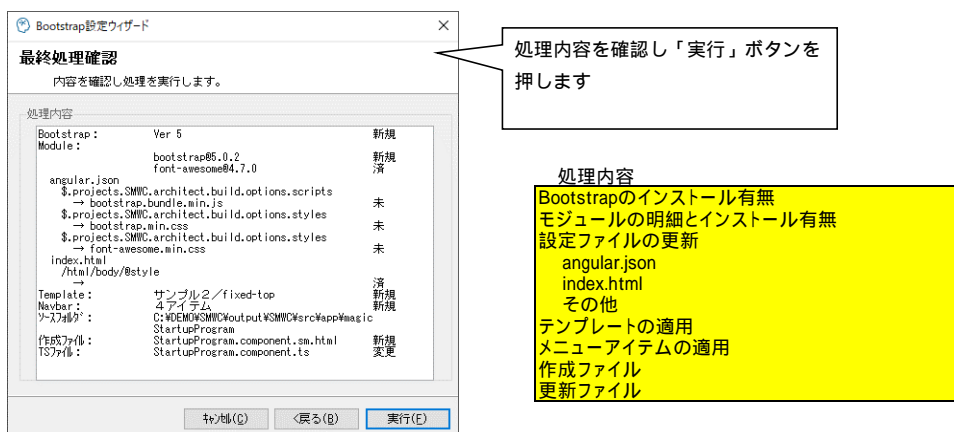 Bootstrap設定ウィザード
最終処理確認
内容を確認し処理を実行します。
処理内容
Bootstrap: Ver 5 新規
Module:
bootstrap@5.0.2 新規
font-awesome@4.7.0 済
angular.json
$.projects.SMWC.architect.build.options.scripts
→ bootstrap.bundle.min.js 未
$.projects.SMWC.architect.build.options.styles
→ bootstrap.min.css 未
$.projects.SMWC.architect.build.options.styles
→ font-awesome.min.css 未
index.html
/html/body/@style
→ 済
Template: サンプル2/fixed-top 新規
Navbar: 4アイテム 新規
ソースフォルダ: C:¥DEMO¥SMWC¥output¥SMWC¥src¥app¥magic
StartupProgram
作成ファイル: StartupProgram.component.sm.html 新規
TSファイル: StartupProgram.component.ts 変更
キャンセル(C) <戻る(B) 実行(E)
処理内容を確認し「実行」ボタンを
押します
処理内容
Bootstrapのインストール有無
モジュールの明細とインストール有無
設定ファイルの更新
angular.json
index.html
その他
テンプレートの適用
メニューアイテムの適用
作成ファイル
更新ファイル